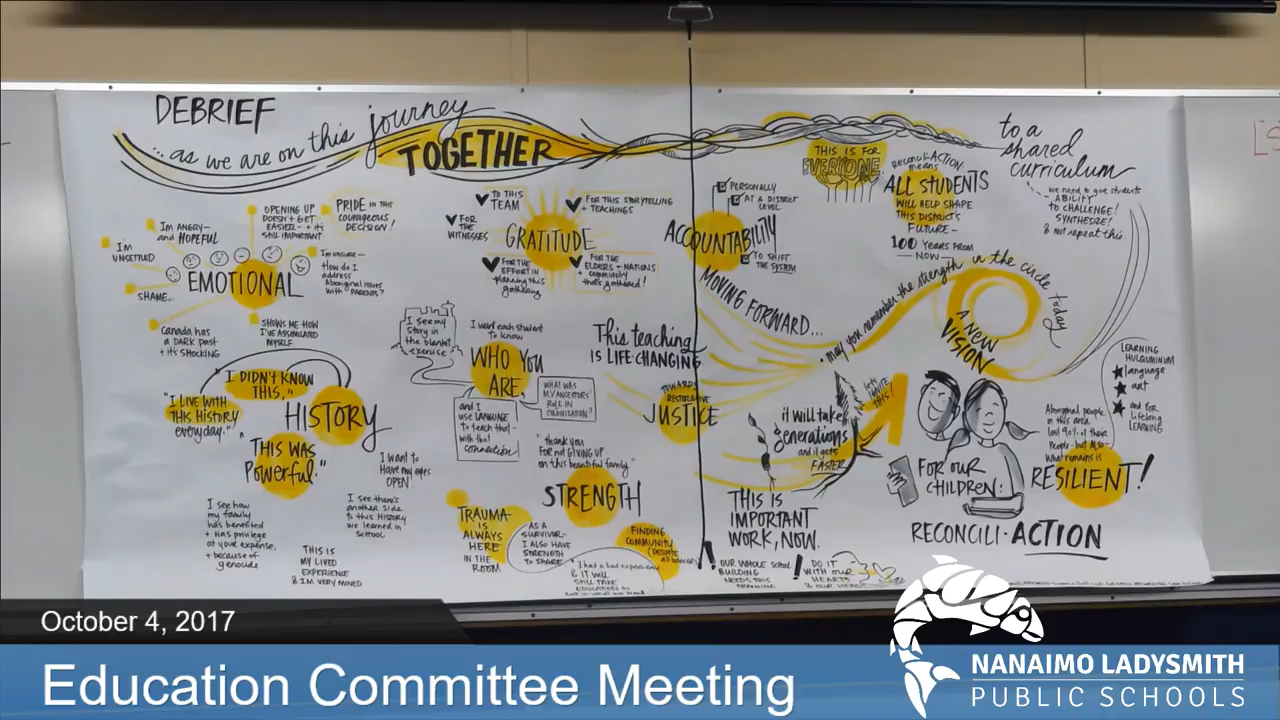 DEBRIEF
...as we are on this journey
TOGETHER
to a
shared
curriculum
we need to give students
ABILITY
to CHALLENGE!
SYNTHESIZE!
& not repeat this.
THIS IS FOR
EVERYONE
RECONCILI-ACTION
means
ALL STUDENTS
WILL HELP SHAPE
THIS DISTRICT'S
FUTURE—
100 YEARS FROM
—NOW—
I'm
UNSETTLED
I'm ANGRY—
and HOPEFUL
OPENING UP
DOESN'T GET
EASIER— + it's
STILL IMPORTANT
PRIDE IN this
courageous
DECISION!
I'm unsure—
How do I
address
Aboriginal issues
WITH PARENTS?
EMOTIONAL
SHAME...
Canada has
a DARK past
+ it's SHOCKING
SHOWS ME HOW
I'VE ASSIMILATED
MYSELF
TO THIS
TEAM
FOR THIS STORYTELLING
+ TEACHINGS
FOR
THE
WITNESSES
GRATITUDE
FOR THE
EFFORT IN
planning this
gathering
FOR THE
ELDERS + NATIONS
+ community
that's gathered!
PERSONALLY
AT A DISTRICT
LEVEL
ACCOUNTABILITY
TO SHIFT
THE SYSTEM
MOVING FORWARD...
• may you remember the strength in the circle today
A NEW
VISION
"I DIDN'T KNOW
THIS."
"I LIVE WITH
THIS HISTORY
everyday."
HISTORY
"THIS WAS
Powerful."
I see my
story in
the blanket
exercise
I want each student
to know
WHO YOU
ARE
WHAT WAS
MY ANCESTORS'
ROLE IN
COLONIZATION?
and I
use LANGUAGE
to teach that—
with that
connection
This teaching
IS LIFE-CHANGING
TOWARDS
RESTORATIVE
JUSTICE
"thank you
FOR not GIVING UP
on this beautiful family"
STRENGTH
I want to
Have my eyes
OPEN
I see how
my family
has benefited
+ Has privilege
at your expense,
+ because of
genocide
I see there's
another side
to this History
we learned in
School
THIS IS
MY LIVED
EXPERIENCE
& I'M VERY MOVED
TRAUMA
IS
ALWAYS
HERE
IN THE
ROOM
AS A
SURVIVOR—
I ALSO HAVE
STRENGTH
TO SHARE
FINDING
COMMUNITY
(DESPITE
all barriers)
let's
IGNITE
THIS!
it will take
generations
and it gets
FASTER
THIS IS
IMPORTANT
WORK, NOW.
OUR WHOLE School
BUILDING
NEEDS THIS
TRAINING
DO IT
WITH OUR
HEARTS
FOR OUR
CHILDREN:
RECONCILI·ACTION
LEARNING
HULQUMINUM
language
art
and FOR
lifelong
LEARNING
Aboriginal people
in this area
lost 90% of their
People—but ALSO—
what remains is
RESILIENT!
October 4, 2017
Education Committee Meeting
NANAIMO LADYSMITH
PUBLIC SCHOOLS